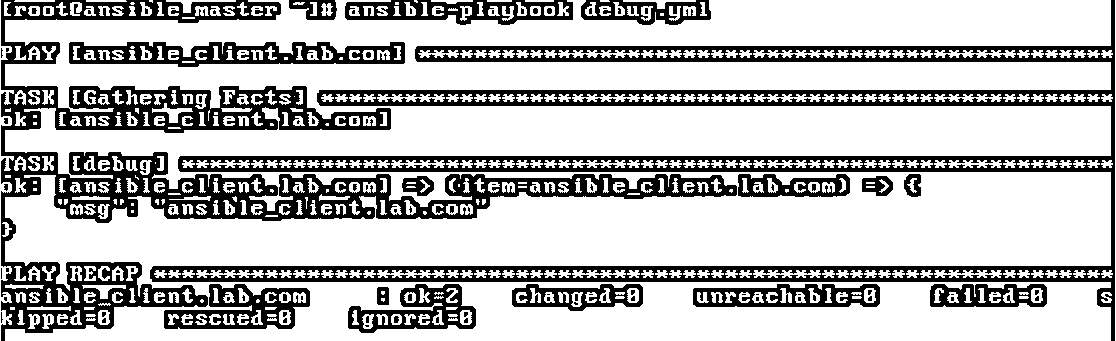 [root@ansible_master ~]# ansible-playbook debug.yml
PLAY [ansible_client.lab.com] **************************************************
TASK [Gathering Facts] *********************************************************
ok: [ansible_client.lab.com]
TASK [debug] *******************************************************************
ok: [ansible_client.lab.com] => (item=ansible_client.lab.com) => {
    "msg": "ansible_client.lab.com"
}
PLAY RECAP *********************************************************************
ansible_client.lab.com     : ok=2    changed=0    unreachable=0    failed=0    s
kipped=0    rescued=0    ignored=0